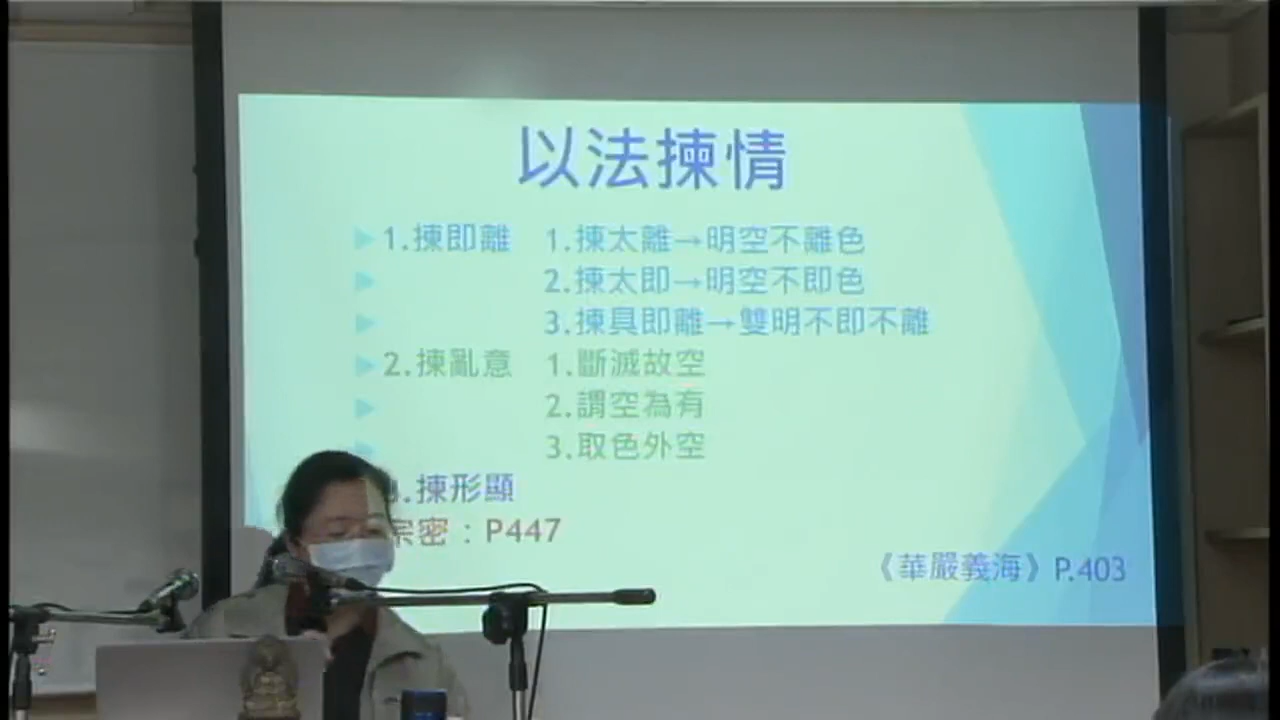 以法揀情
1.揀即離 1.揀太離→明空不離色
2.揀太即→明空不即色
3.揀具即離→雙明不即不離
2.揀亂意 1.斷滅故空
2.謂空為有
3.取色外空
.揀形顯
宗密：P447
《華嚴義海》P.403